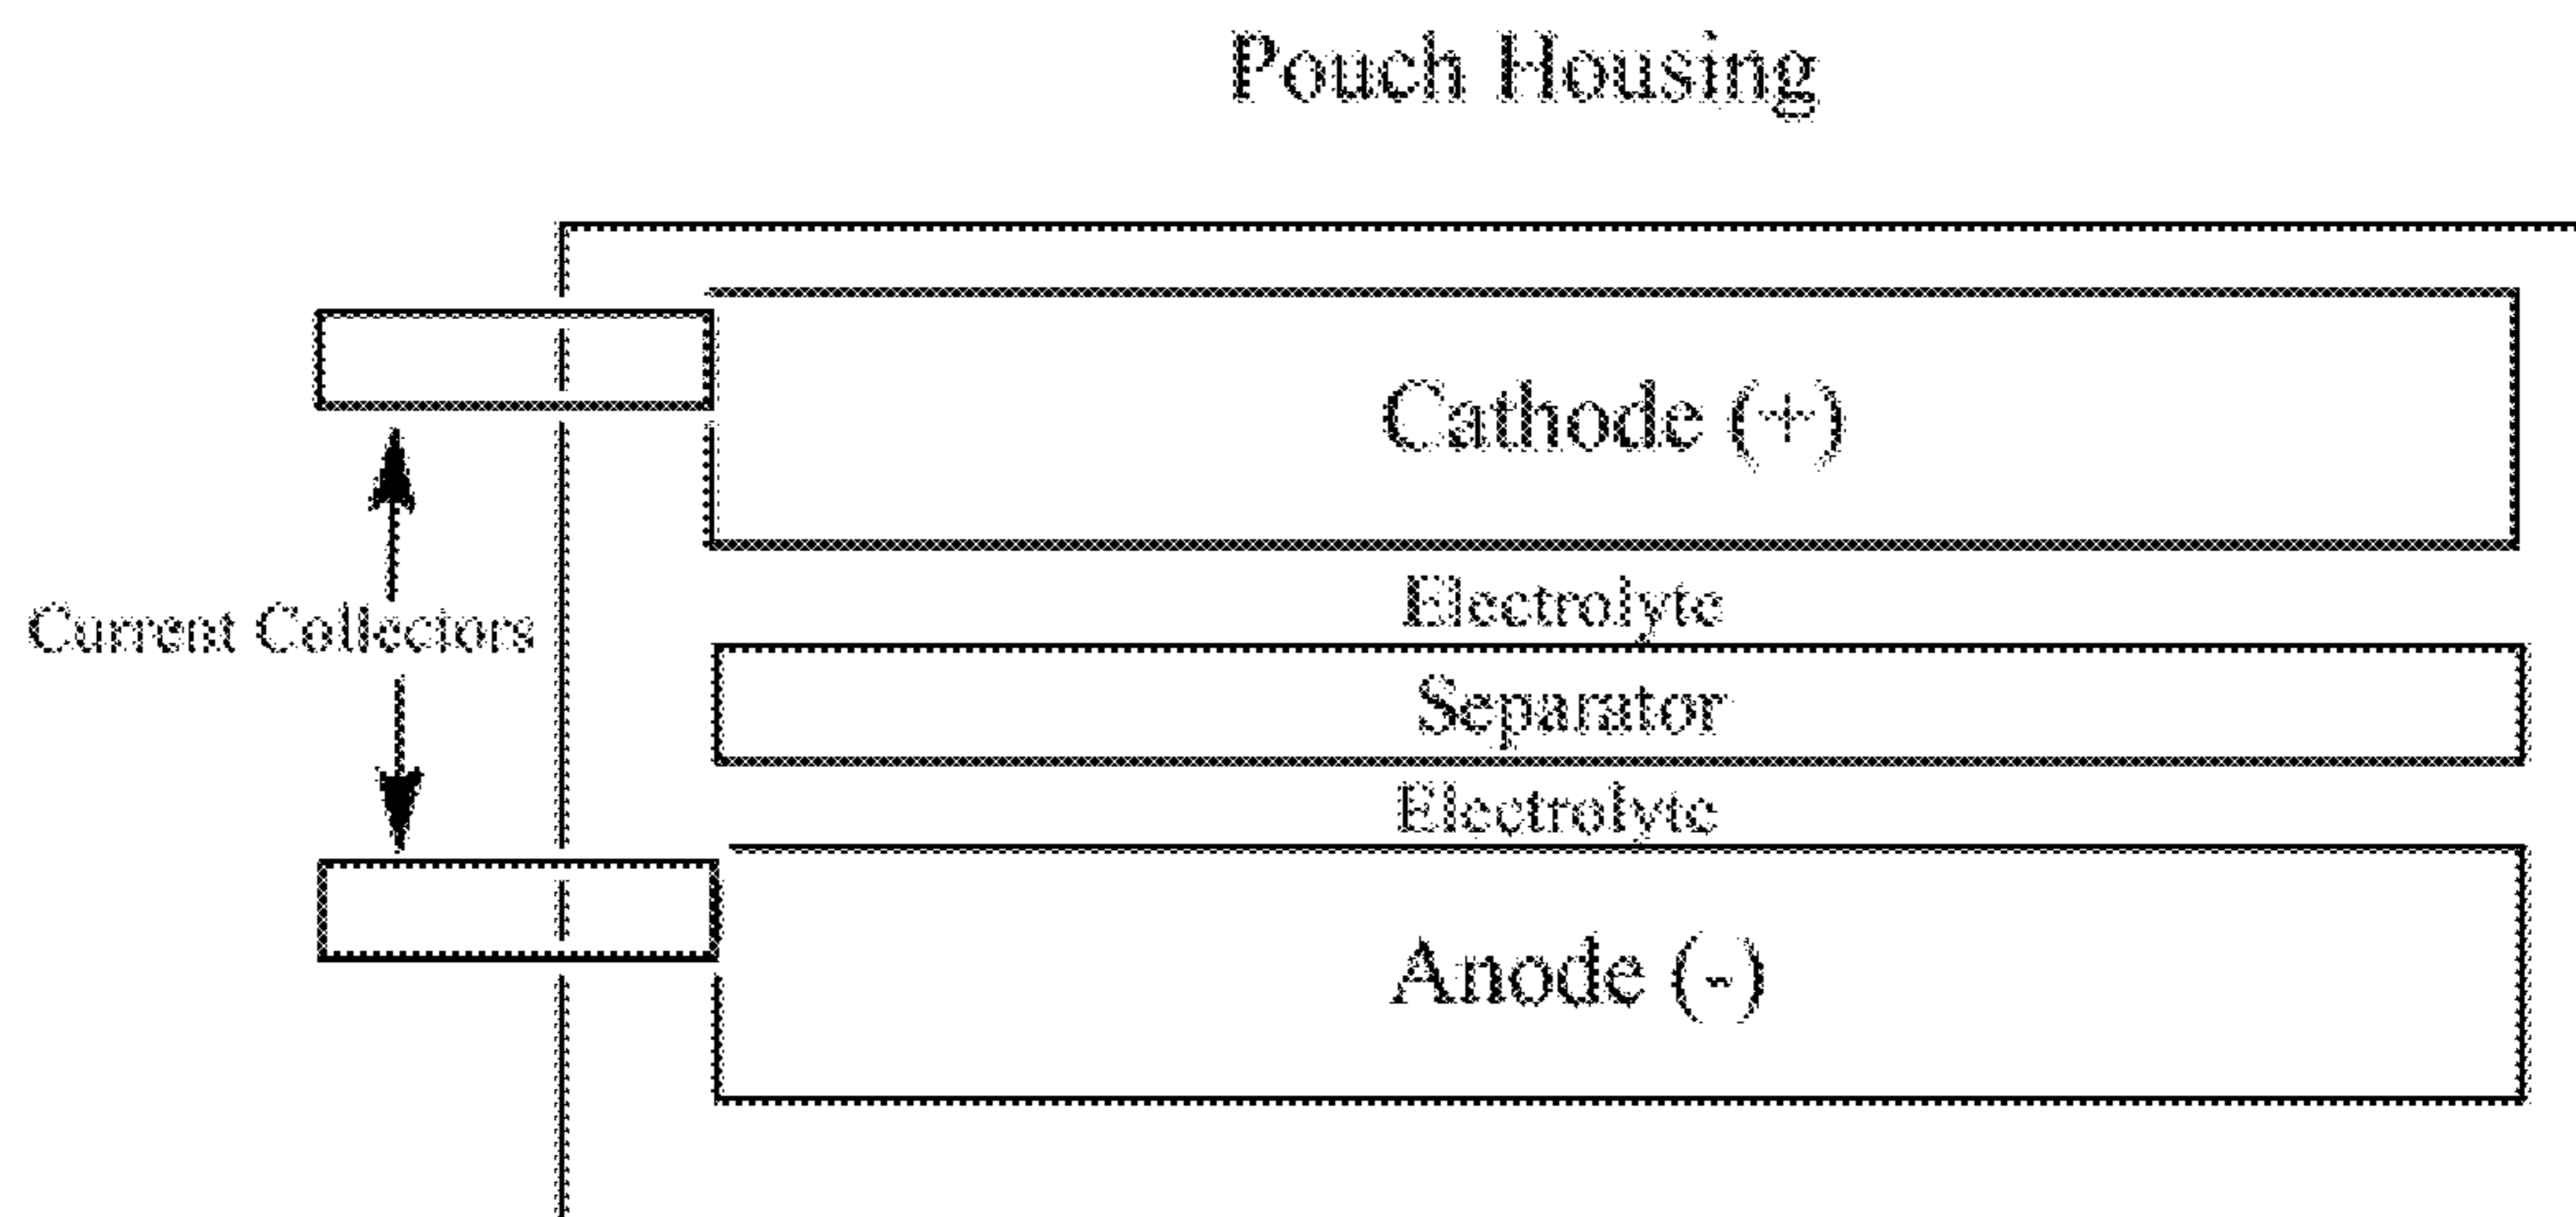 Pouch Housing
Cathode (+)
Electrolyte
Current Collectors
Separator
Electrolyte
Anode (-)